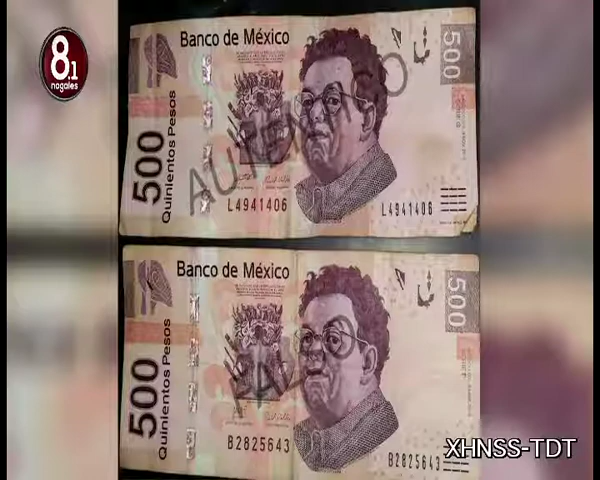 8.1
nogales
Banco de México
500
AUTENTICO
500
Quinientos Pesos
L4941406
L4941406
Banco de México
500
FALSO
500
Quinientos Pesos
B2825643
B2825643
XHNSS-TDT